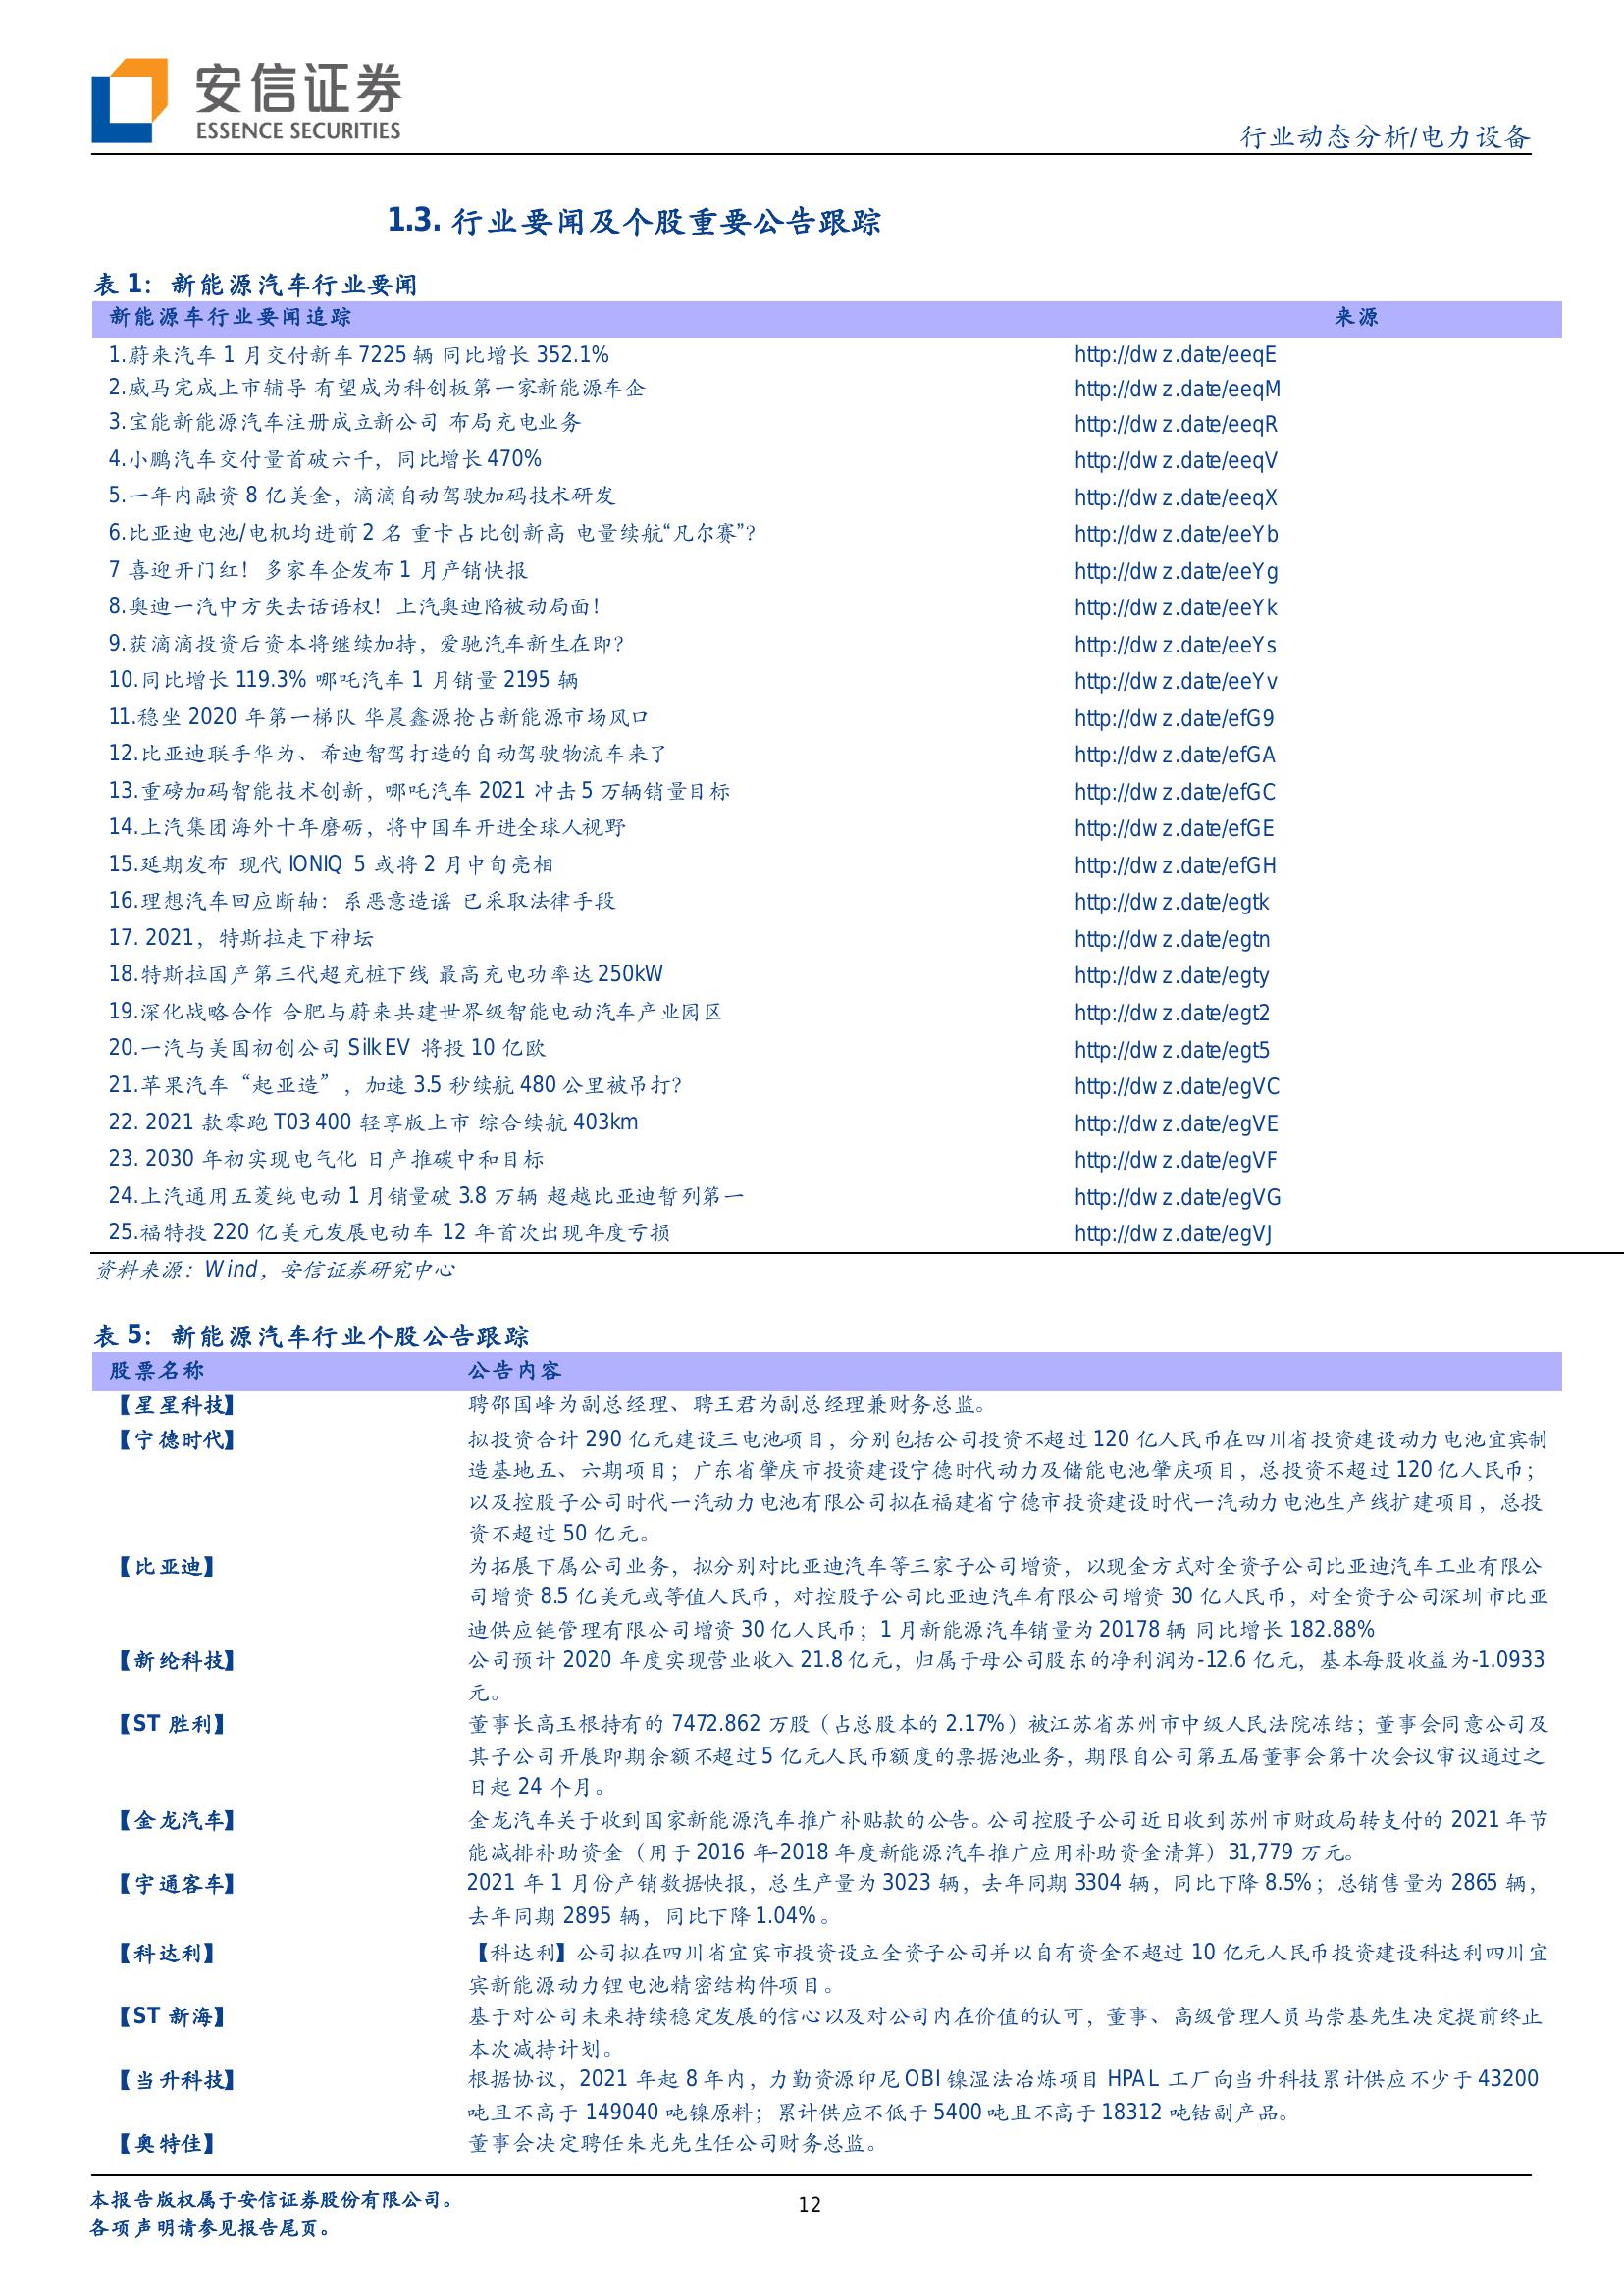 安信证券
ESSENCE SECURITIES
行业动态分析/电力设备
1.3. 行业要闻及个股重要公告跟踪
表 1：新能源汽车行业要闻
新能源车行业要闻追踪 来源
1.蔚来汽车 1 月交付新车 7225 辆 同比增长 352.1% http://dwz.date/eeqE
2.威马完成上市辅导 有望成为科创板第一家新能源车企 http://dwz.date/eeqM
3.宝能新能源汽车注册成立新公司 布局充电业务 http://dwz.date/eeqR
4.小鹏汽车交付量首破六千，同比增长 470% http://dwz.date/eeqV
5.一年内融资 8 亿美金，滴滴自动驾驶加码技术研发 http://dwz.date/eeqX
6.比亚迪电池/电机均进前 2 名 重卡占比创新高 电量续航“凡尔赛”？ http://dwz.date/eeYb
7 喜迎开门红！多家车企发布 1 月产销快报 http://dwz.date/eeYg
8.奥迪一汽中方失去话语权！上汽奥迪陷被动局面！ http://dwz.date/eeYk
9.获滴滴投资后资本将继续加持，爱驰汽车新生在即？ http://dwz.date/eeYs
10.同比增长 119.3% 哪吒汽车 1 月销量 2195 辆 http://dwz.date/eeYv
11.稳坐 2020 年第一梯队 华晨鑫源抢占新能源市场风口 http://dwz.date/efG9
12.比亚迪联手华为、希迪智驾打造的自动驾驶物流车来了 http://dwz.date/efGA
13.重磅加码智能技术创新，哪吒汽车 2021 冲击 5 万辆销量目标 http://dwz.date/efGC
14.上汽集团海外十年磨砺，将中国车开进全球人视野 http://dwz.date/efGE
15.延期发布 现代 IONIQ 5 或将 2 月中旬亮相 http://dwz.date/efGH
16.理想汽车回应断轴：系恶意造谣 已采取法律手段 http://dwz.date/egtk
17. 2021，特斯拉走下神坛 http://dwz.date/egtn
18.特斯拉国产第三代超充桩下线 最高充电功率达 250kW http://dwz.date/egty
19.深化战略合作 合肥与蔚来共建世界级智能电动汽车产业园区 http://dwz.date/egt2
20.一汽与美国初创公司 SilkEV 将投 10 亿欧 http://dwz.date/egt5
21.苹果汽车“起亚造”，加速 3.5 秒续航 480 公里被吊打？ http://dwz.date/egVC
22. 2021 款零跑 T03 400 轻享版上市 综合续航 403km http://dwz.date/egVE
23. 2030 年初实现电气化 日产推碳中和目标 http://dwz.date/egVF
24.上汽通用五菱纯电动 1 月销量破 3.8 万辆 超越比亚迪暂列第一 http://dwz.date/egVG
25.福特投 220 亿美元发展电动车 12 年首次出现年度亏损 http://dwz.date/egVJ
资料来源：Wind，安信证券研究中心
表 5：新能源汽车行业个股公告跟踪
股票名称 公告内容
【星星科技】 聘邵国峰为副总经理、聘王君为副总经理兼财务总监。
【宁德时代】 拟投资合计 290 亿元建设三电池项目，分别包括公司投资不超过 120 亿人民币在四川省投资建设动力电池宜宾制
造基地五、六期项目；广东省肇庆市投资建设宁德时代动力及储能电池肇庆项目，总投资不超过 120 亿人民币；
以及控股子公司时代一汽动力电池有限公司拟在福建省宁德市投资建设时代一汽动力电池生产线扩建项目，总投
资不超过 50 亿元。
【比亚迪】 为拓展下属公司业务，拟分别对比亚迪汽车等三家子公司增资，以现金方式对全资子公司比亚迪汽车工业有限公
司增资 8.5 亿美元或等值人民币，对控股子公司比亚迪汽车有限公司增资 30 亿人民币，对全资子公司深圳市比亚
迪供应链管理有限公司增资 30 亿人民币；1 月新能源汽车销量为 20178 辆 同比增长 182.88%
【新纶科技】 公司预计 2020 年度实现营业收入 21.8 亿元，归属于母公司股东的净利润为-12.6 亿元，基本每股收益为-1.0933
元。
【ST 胜利】 董事长高玉根持有的 7472.862 万股（占总股本的 2.17%）被江苏省苏州市中级人民法院冻结；董事会同意公司及
其子公司开展即期余额不超过 5 亿元人民币额度的票据池业务，期限自公司第五届董事会第十次会议审议通过之
日起 24 个月。
【金龙汽车】 金龙汽车关于收到国家新能源汽车推广补贴款的公告。公司控股子公司近日收到苏州市财政局转支付的 2021 年节
能减排补助资金（用于 2016 年-2018 年度新能源汽车推广应用补助资金清算）31,779 万元。
【宇通客车】 2021 年 1 月份产销数据快报，总生产量为 3023 辆，去年同期 3304 辆，同比下降 8.5%；总销售量为 2865 辆，
去年同期 2895 辆，同比下降 1.04%。
【科达利】 【科达利】公司拟在四川省宜宾市投资设立全资子公司并以自有资金不超过 10 亿元人民币投资建设科达利四川宜
宾新能源动力锂电池精密结构件项目。
【ST 新海】 基于对公司未来持续稳定发展的信心以及对公司内在价值的认可，董事、高级管理人员马崇基先生决定提前终止
本次减持计划。
【当升科技】 根据协议，2021 年起 8 年内，力勤资源印尼 OBI 镍湿法冶炼项目 HPAL 工厂向当升科技累计供应不少于 43200
吨且不高于 149040 吨镍原料；累计供应不低于 5400 吨且不高于 18312 吨钴副产品。
【奥特佳】 董事会决定聘任朱光先生任公司财务总监。
本报告版权属于安信证券股份有限公司。
各项声明请参见报告尾页。
12